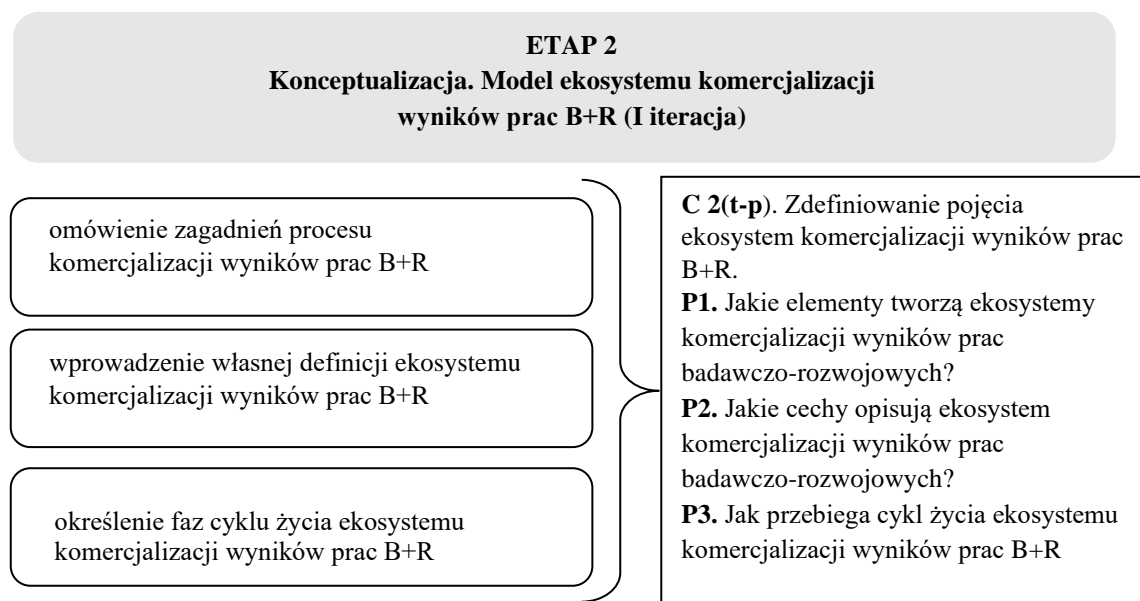 ETAP 2
Konceptualizacja. Model ekosystemu komercjalizacji
wyników prac B+R (I iteracja)
omówienie zagadnień procesu
komercjalizacji wyników prac B+R
wprowadzenie własnej definicji ekosystemu
komercjalizacji wyników prac B+R
określenie faz cyklu życia ekosystemu
komercjalizacji wyników prac B+R
C 2(t-p). Zdefiniowanie pojęcia
ekosystem komercjalizacji wyników prac
B+R.
P1. Jakie elementy tworzą ekosystemy
komercjalizacji wyników prac
badawczo-rozwojowych?
P2. Jakie cechy opisują ekosystem
komercjalizacji wyników prac
badawczo-rozwojowych?
P3. Jak przebiega cykl życia ekosystemu
komercjalizacji wyników prac B+R